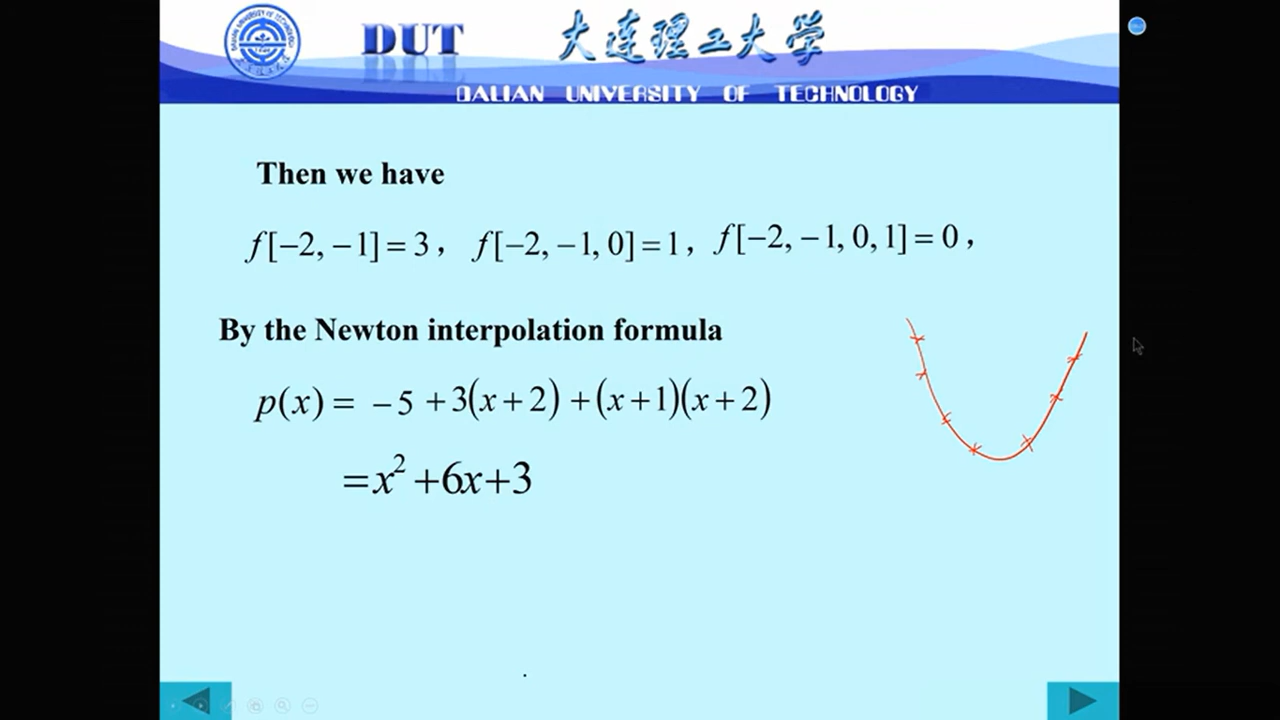 DUT 大连理工大学
DALIAN UNIVERSITY OF TECHNOLOGY
Then we have
f[−2, −1] = 3 , f[−2, −1, 0] = 1 , f[−2, −1, 0, 1] = 0 ,
By the Newton interpolation formula
p(x) = −5 +3(x+2) +(x+1)(x+2)
=x² +6x+3